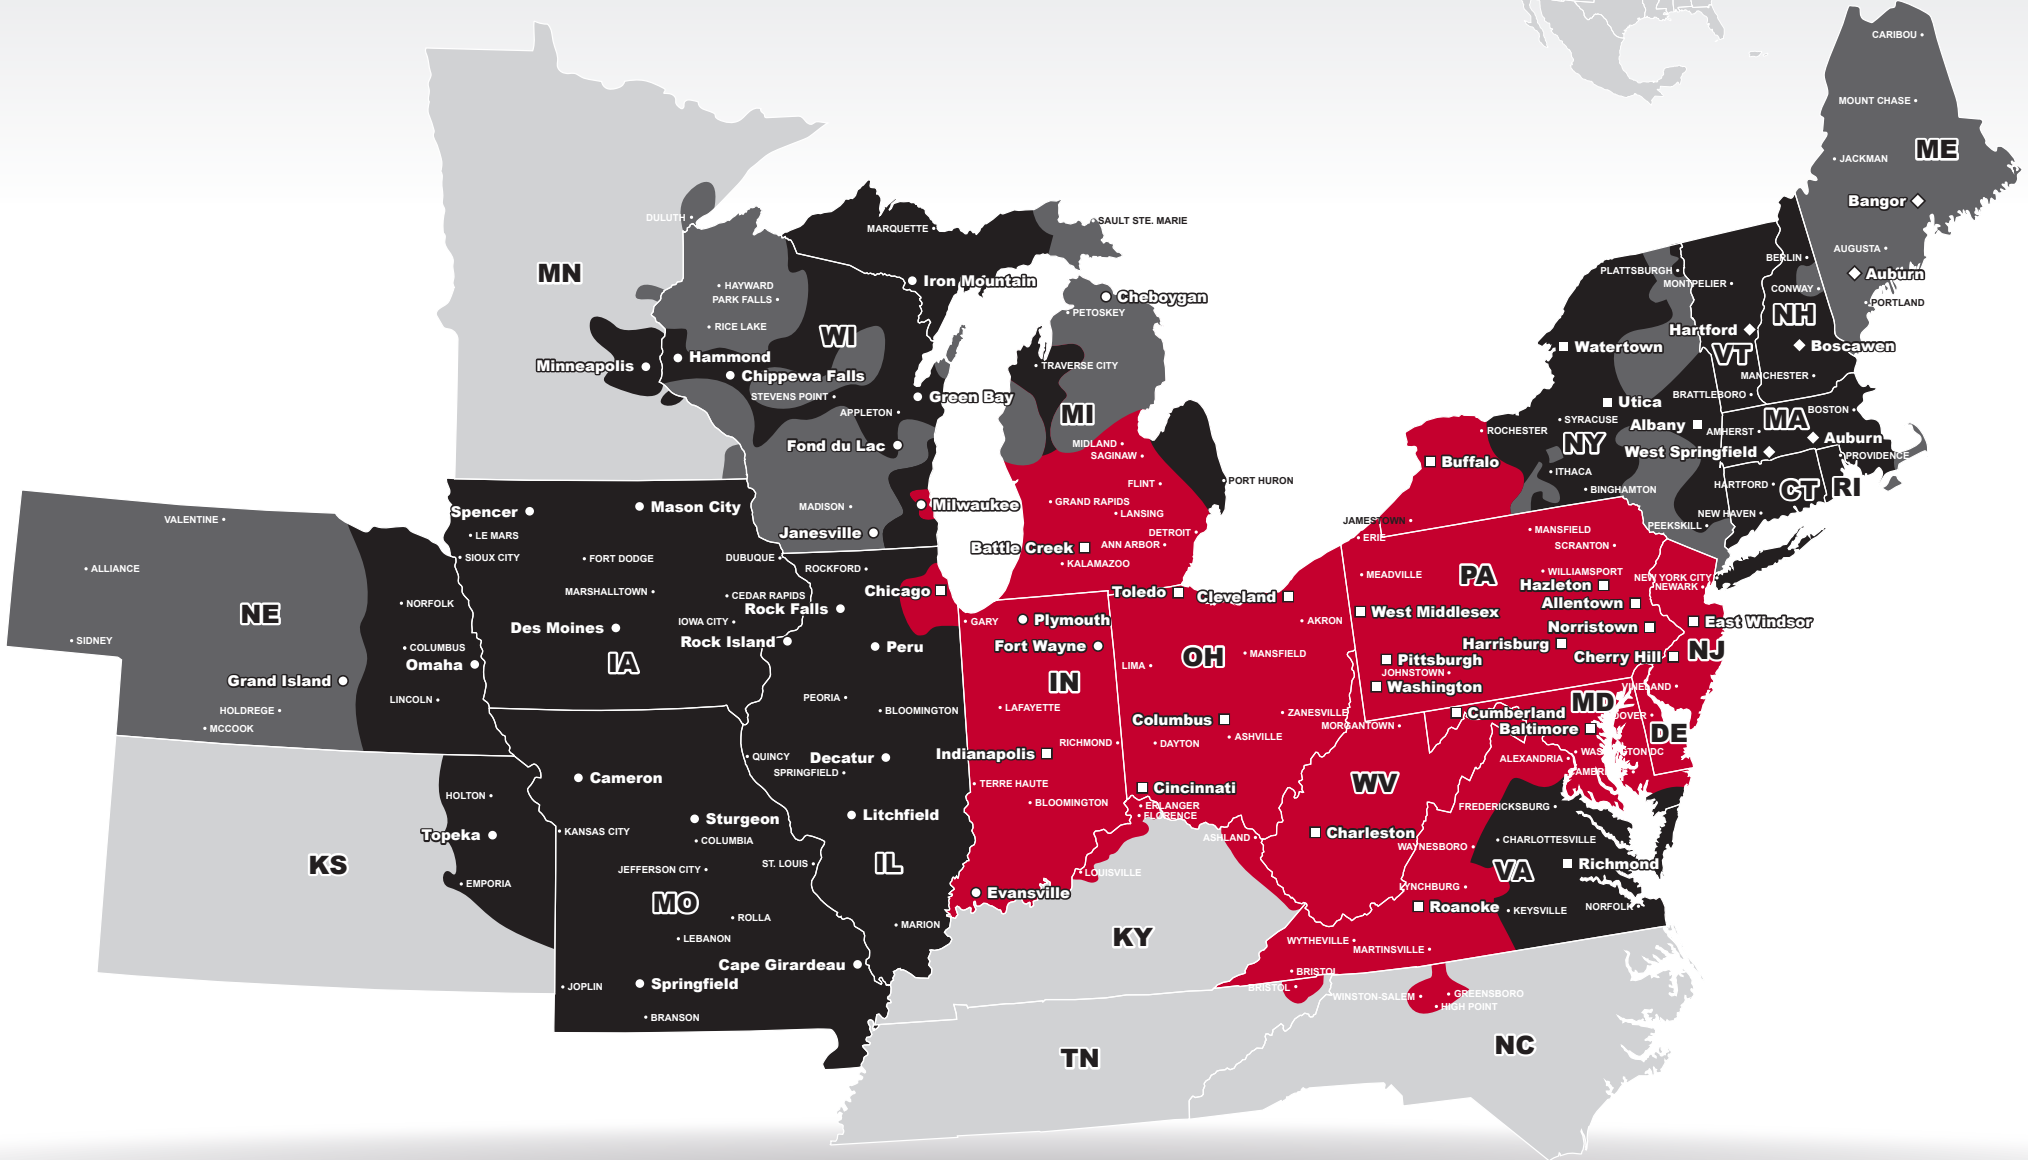 CARIBOU
MOUNT CHASE
ME
JACKMAN
Bangor
AUGUSTA
Auburn
PORTLAND
DULUTH
MARQUETTE
SAULT STE. MARIE
MN
Iron Mountain
HAYWARD
PARK FALLS
Cheboygan
PETOSKEY
RICE LAKE
WI
Minneapolis
Hammond
Chippewa Falls
STEVENS POINT
TRAVERSE CITY
Green Bay
APPLETON
MI
Fond du Lac
MIDLAND
SAGINAW
FLINT
PORT HURON
GRAND RAPIDS
LANSING
Milwaukee
MADISON
Janesville
DETROIT
Battle Creek
ANN ARBOR
KALAMAZOO
PLATTSBURGH
BERLIN
MONTPELIER
CONWAY
NH
Hartford
VT
Boscawen
Watertown
MANCHESTER
BRATTLEBORO
Utica
SYRACUSE
Albany
AMHERST
MA
BOSTON
ROCHESTER
NY
Auburn
West Springfield
PROVIDENCE
Buffalo
ITHACA
BINGHAMTON
HARTFORD
CT
RI
NEW HAVEN
PEEKSKILL
JAMESTOWN
ERIE
MANSFIELD
SCRANTON
MEADVILLE
PA
WILLIAMSPORT
Hazleton
NEW YORK CITY
NEWARK
Allentown
West Middlesex
East Windsor
Norristown
Harrisburg
Cherry Hill
NJ
Pittsburgh
JOHNSTOWN
Washington
VINELAND
VALENTINE
ALLIANCE
NE
SIDNEY
NORFOLK
COLUMBUS
Omaha
Grand Island
LINCOLN
HOLDREGE
MCCOOK
Spencer
Mason City
LE MARS
SIOUX CITY
FORT DODGE
DUBUQUE
MARSHALLTOWN
CEDAR RAPIDS
IOWA CITY
Des Moines
IA
ROCKFORD
Chicago
Rock Falls
Rock Island
Peru
PEORIA
BLOOMINGTON
QUINCY
SPRINGFIELD
Decatur
Litchfield
IL
MARION
GARY
Plymouth
Fort Wayne
IN
LAFAYETTE
RICHMOND
Indianapolis
TERRE HAUTE
BLOOMINGTON
Evansville
Toledo
Cleveland
AKRON
LIMA
OH
MANSFIELD
Columbus
ZANESVILLE
DAYTON
ASHVILLE
Cincinnati
ERLANGER
FLORENCE
ASHLAND
LOUISVILLE
KY
MORGANTOWN
Cumberland
MD
Baltimore
DOVER
DE
WASHINGTON DC
ALEXANDRIA
WV
FREDERICKSBURG
Charleston
CHARLOTTESVILLE
WAYNESBORO
VA
Richmond
LYNCHBURG
Roanoke
KEYSVILLE
NORFOLK
WYTHEVILLE
MARTINSVILLE
BRISTOL
BRISTOL
WINSTON-SALEM
GREENSBORO
HIGH POINT
NC
TN
HOLTON
Topeka
KS
EMPORIA
Cameron
KANSAS CITY
Sturgeon
COLUMBIA
JEFFERSON CITY
ST. LOUIS
MO
ROLLA
LEBANON
Cape Girardeau
JOPLIN
Springfield
BRANSON